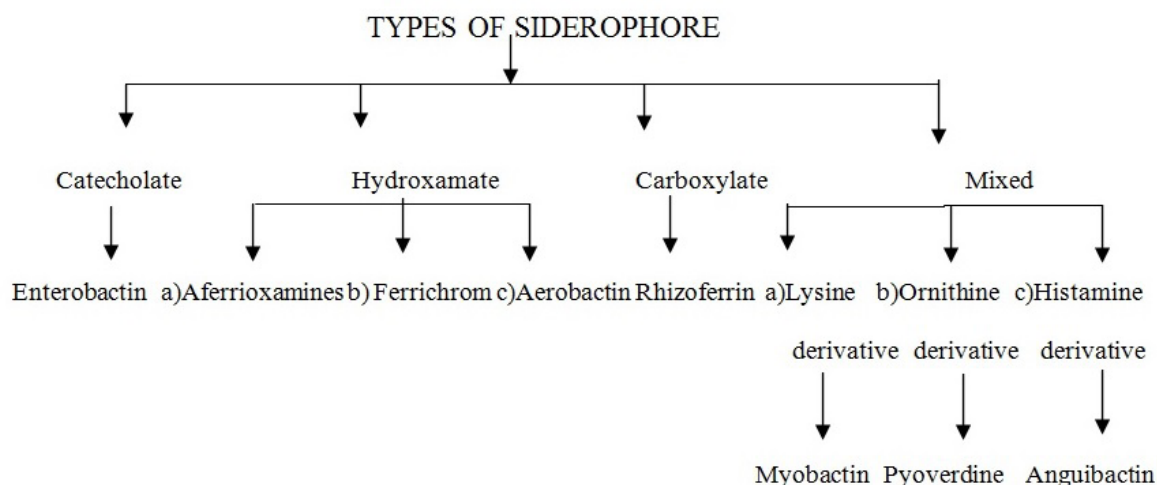 TYPES OF SIDEROPHORE
Catecholate Hydroxamate Carboxylate Mixed
Enterobactin a)Aferrioxamines b) Ferrichrom c)Aerobactin Rhizoferrin a)Lysine b)Ornithine c)Histamine
derivative derivative derivative
Myobactin Pyoverdine Anguibactin